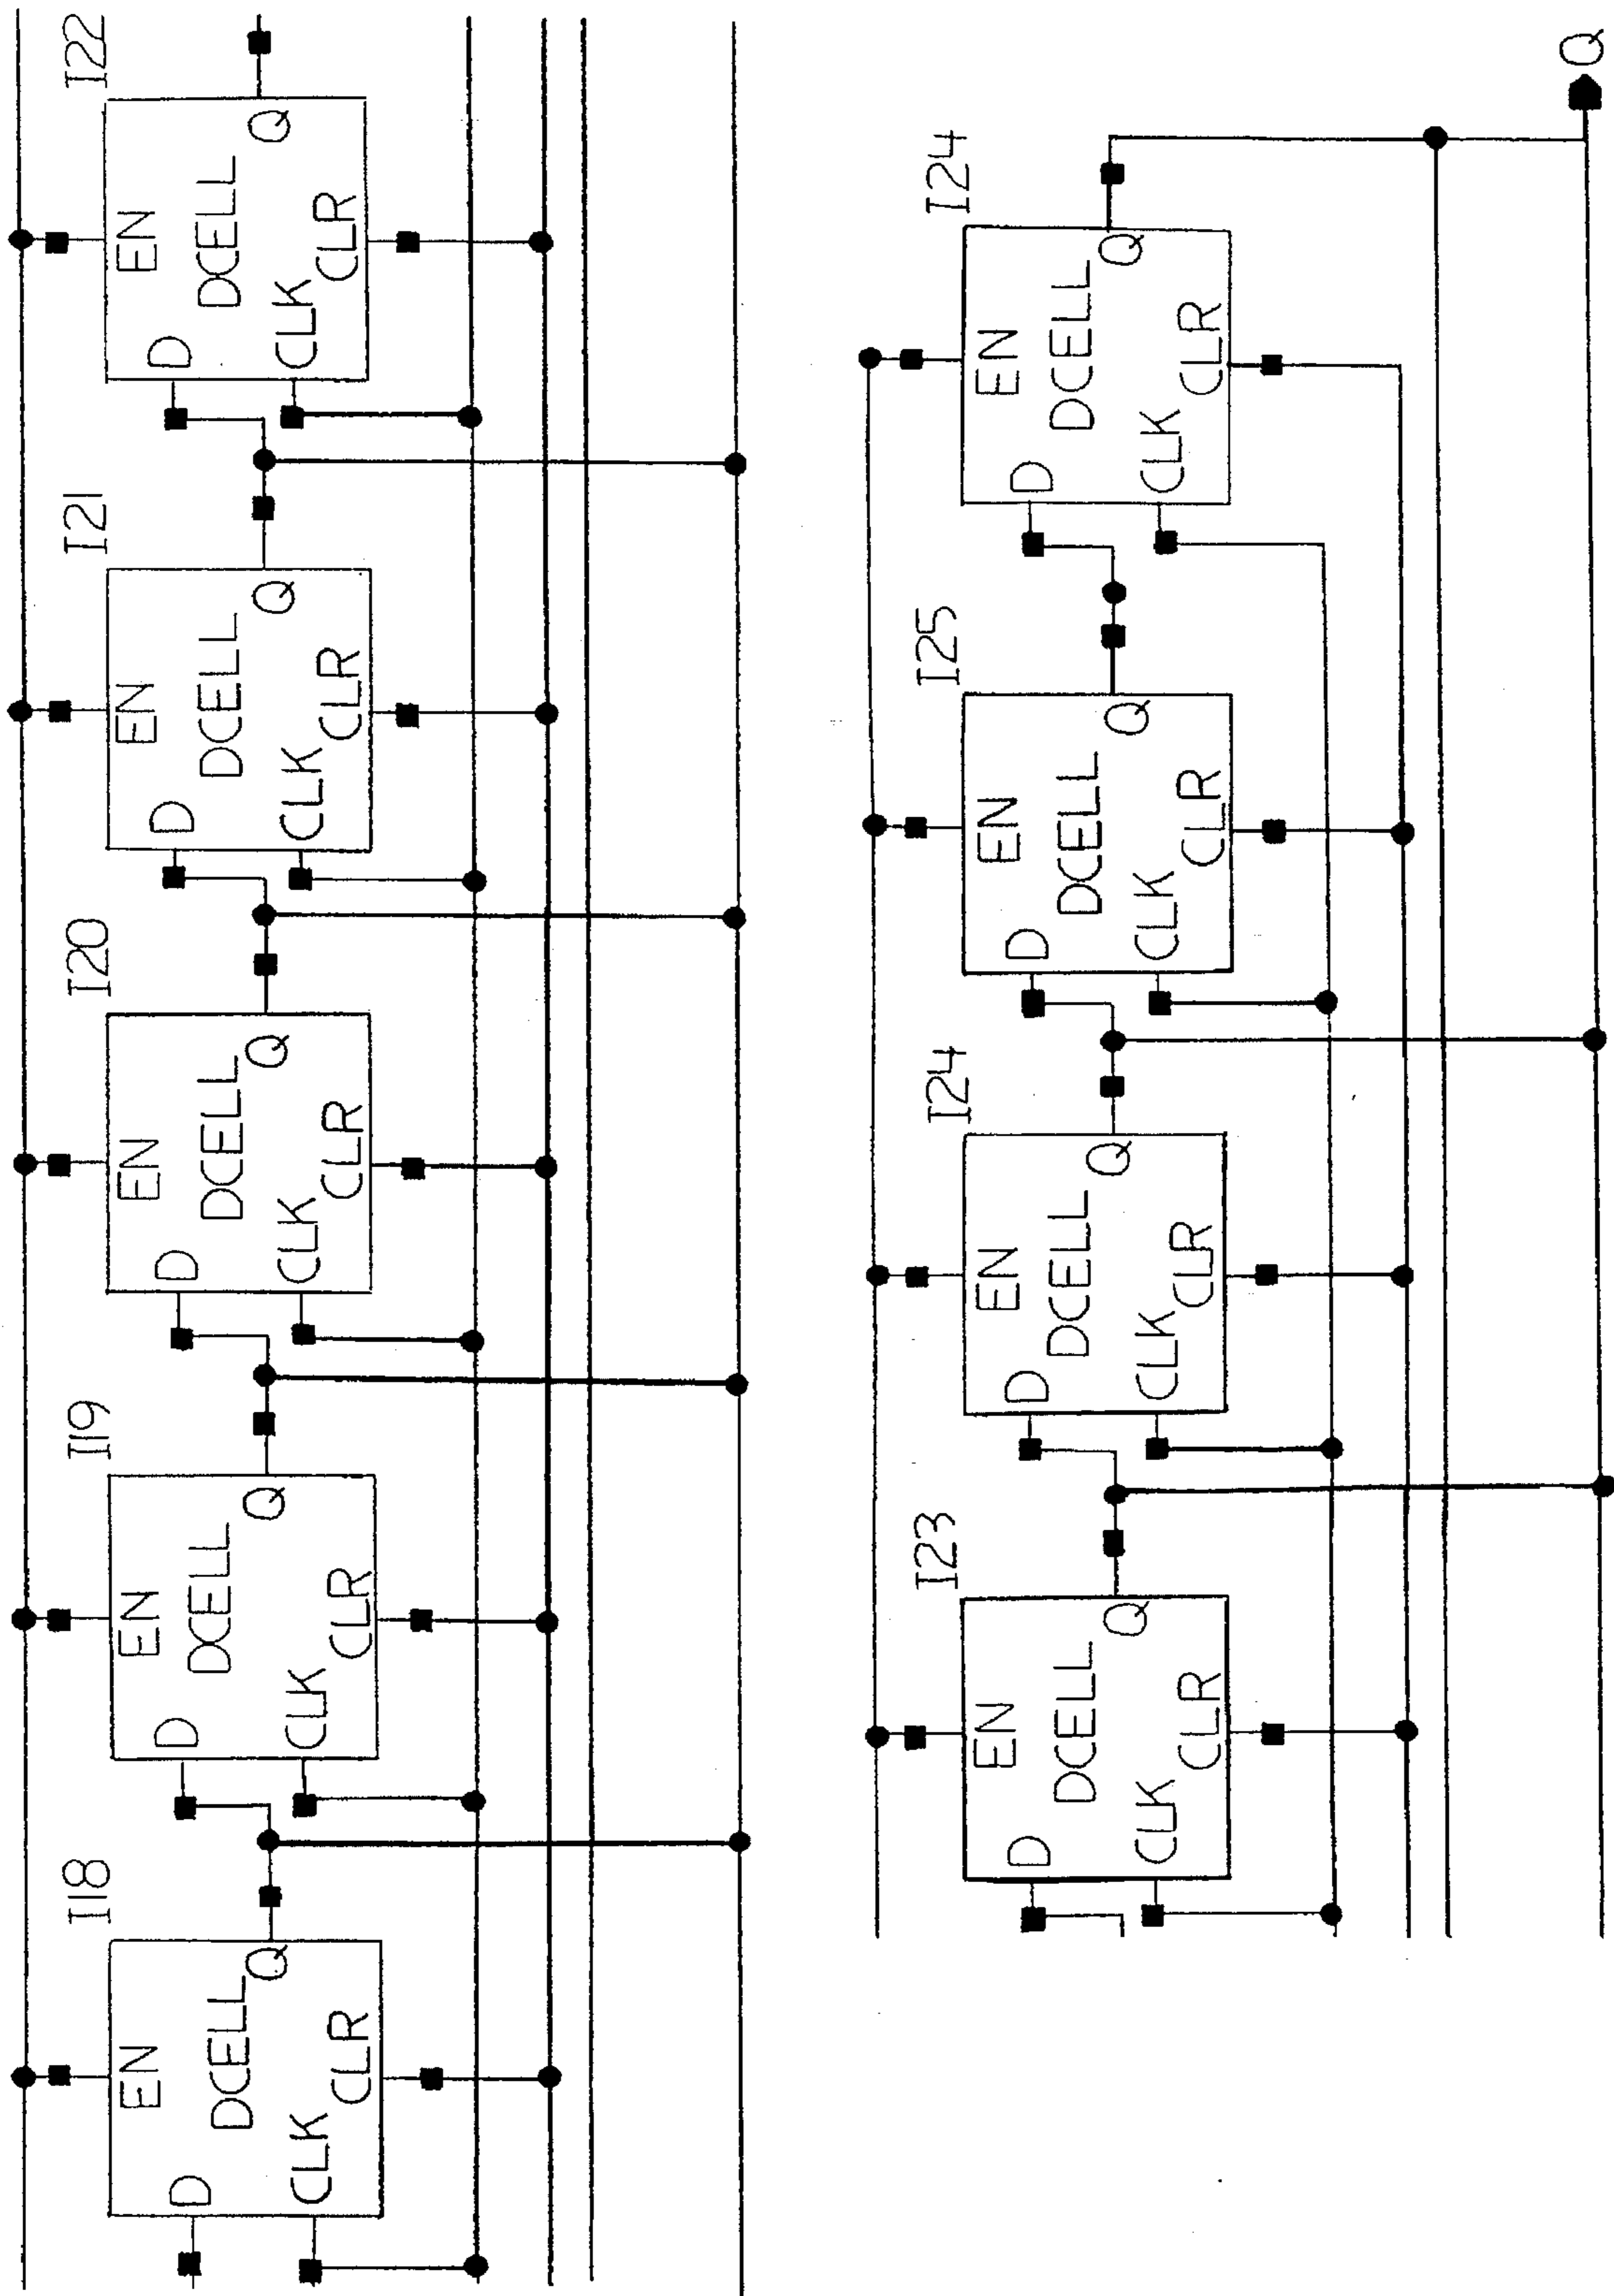 I18
EN
D
DCELL
Q
CLK
CLR
I19
EN
D
DCELL
Q
CLK
CLR
I20
EN
D
DCELL
Q
CLK
CLR
I21
EN
D
DCELL
Q
CLK
CLR
I22
EN
D
DCELL
Q
CLK
CLR
I23
EN
D
DCELL
Q
CLK
CLR
I24
EN
D
DCELL
Q
CLK
CLR
I25
EN
D
DCELL
Q
CLK
CLR
I24
EN
D
DCELL
Q
CLK
CLR
Q